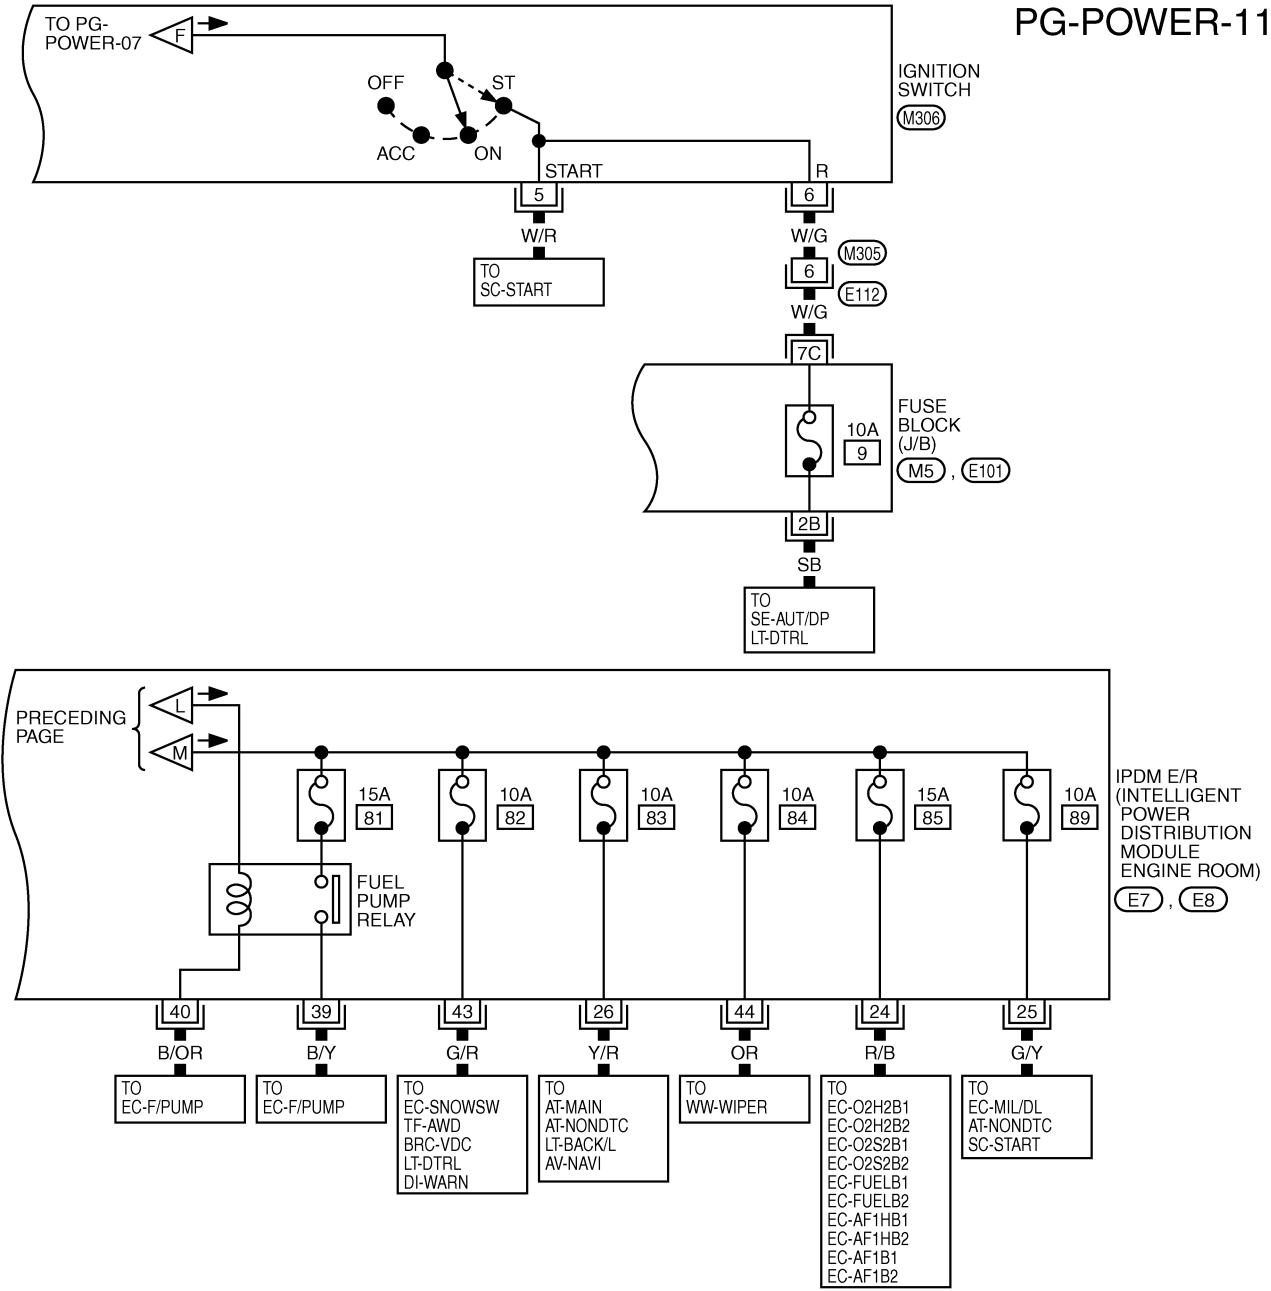 PG-POWER-11
TO PG-
POWER-07
F
OFF
ST
ACC
ON
IGNITION
SWITCH
M306
START
R
5
6
W/R
W/G
TO
SC-START
M305
6
E112
W/G
7C
FUSE
BLOCK
(J/B)
10A
9
M5 , E101
2B
SB
TO
SE-AUT/DP
LT-DTRL
L
PRECEDING
PAGE
M
15A
81
10A
82
10A
83
10A
84
15A
85
10A
89
IPDM E/R
(INTELLIGENT
POWER
DISTRIBUTION
MODULE
ENGINE ROOM)
E7 , E8
FUEL
PUMP
RELAY
40
39
43
26
44
24
25
B/OR
B/Y
G/R
Y/R
OR
R/B
G/Y
TO
EC-F/PUMP
TO
EC-F/PUMP
TO
EC-SNOWSW
TF-AWD
BRC-VDC
LT-DTRL
DI-WARN
TO
AT-MAIN
AT-NONDTC
LT-BACK/L
AV-NAVI
TO
WW-WIPER
TO
EC-O2H2B1
EC-O2H2B2
EC-O2S2B1
EC-O2S2B2
EC-FUELB1
EC-FUELB2
EC-AF1HB1
EC-AF1HB2
EC-AF1B1
EC-AF1B2
TO
EC-MIL/DL
AT-NONDTC
SC-START